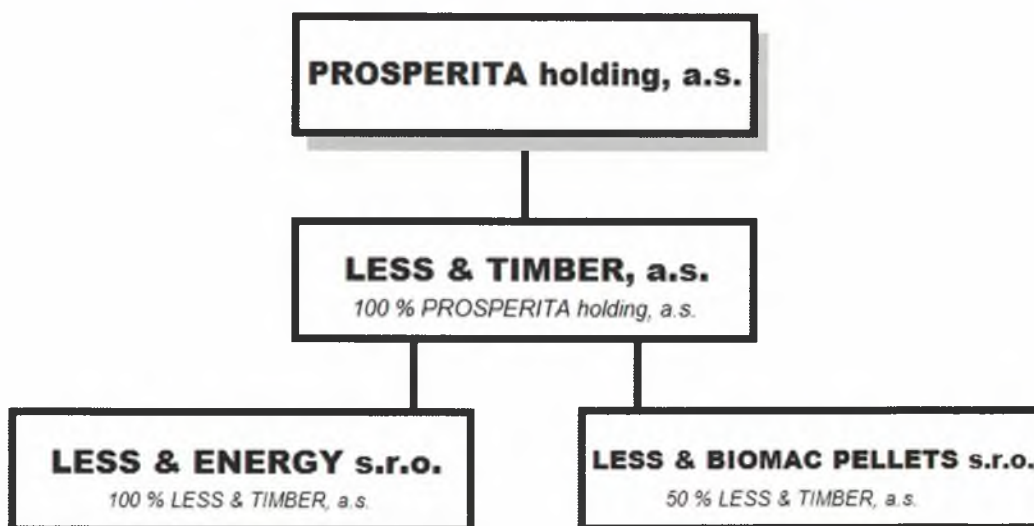 PROSPERITA holding, a.s.
LESS & TIMBER, a.s.
100 % PROSPERITA holding, a.s.
LESS & ENERGY s.r.o.
100 % LESS & TIMBER, a.s.
LESS & BIOMAC PELLETS s.r.o.
50 % LESS & TIMBER, a.s.